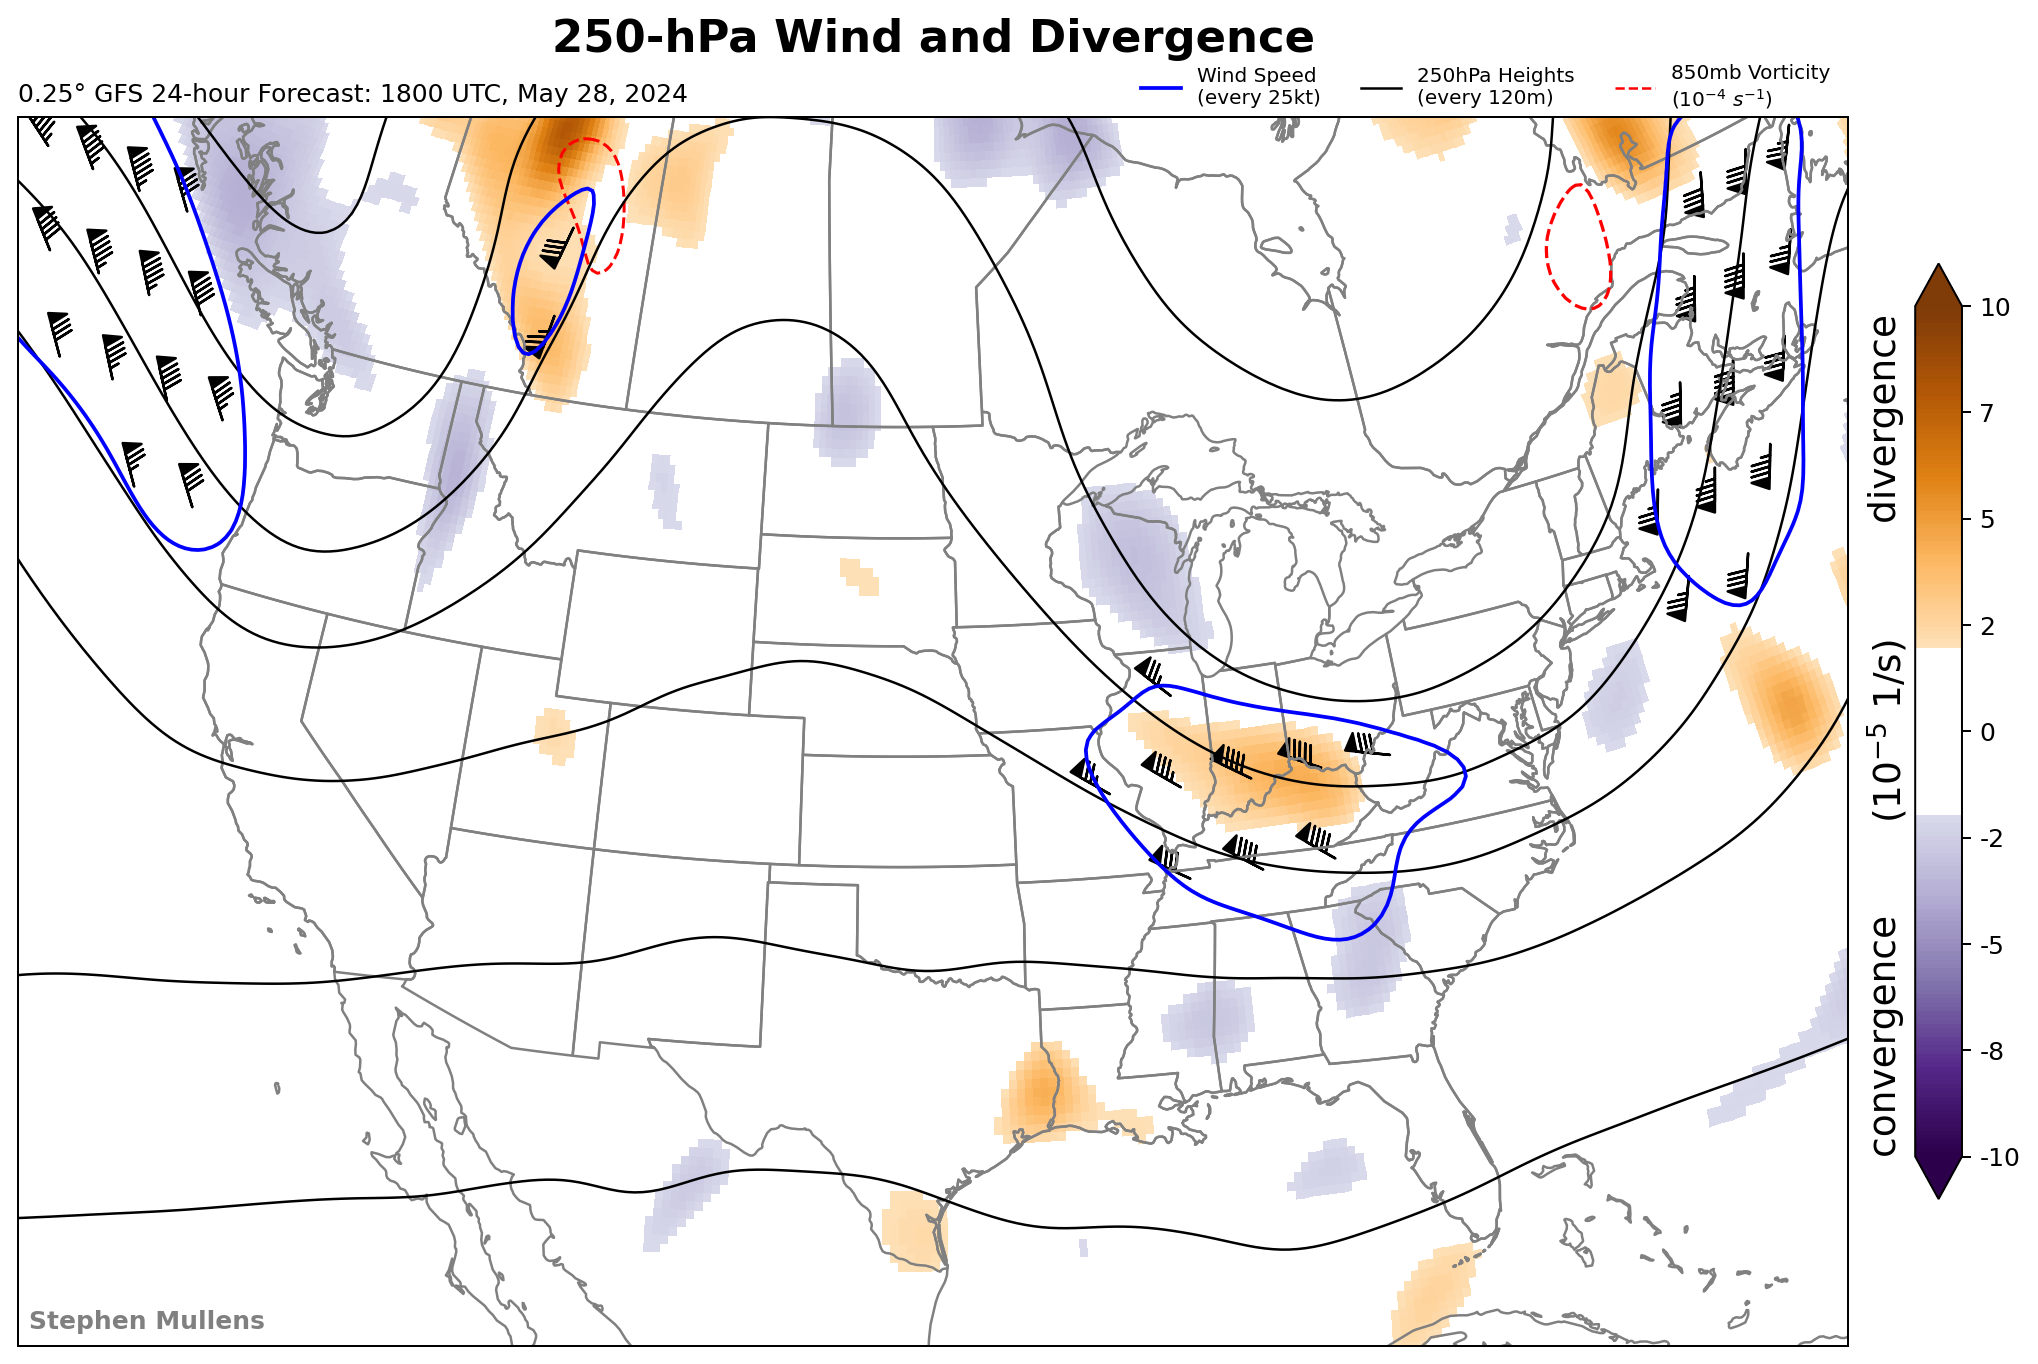 250-hPa Wind and Divergence
0.25° GFS 24-hour Forecast: 1800 UTC, May 28, 2024
Wind Speed
(every 25kt)
250hPa Heights
(every 120m)
850mb Vorticity
(10⁻⁴ s⁻¹)
10
7
5
2
0
-2
-5
-8
-10
convergence (10⁻⁵ 1/s) divergence
Stephen Mullens